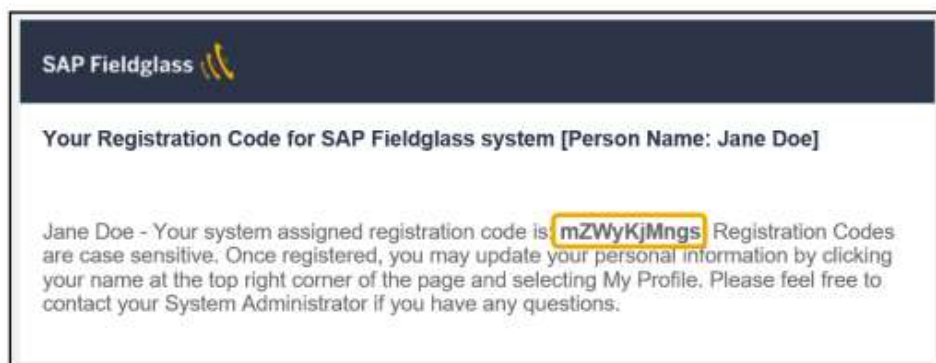 SAP Fieldglass
Your Registration Code for SAP Fieldglass system [Person Name: Jane Doe]
Jane Doe - Your system assigned registration code is: mZWyKjMngs. Registration Codes
are case sensitive. Once registered, you may update your personal information by clicking
your name at the top right corner of the page and selecting My Profile. Please feel free to
contact your System Administrator if you have any questions.